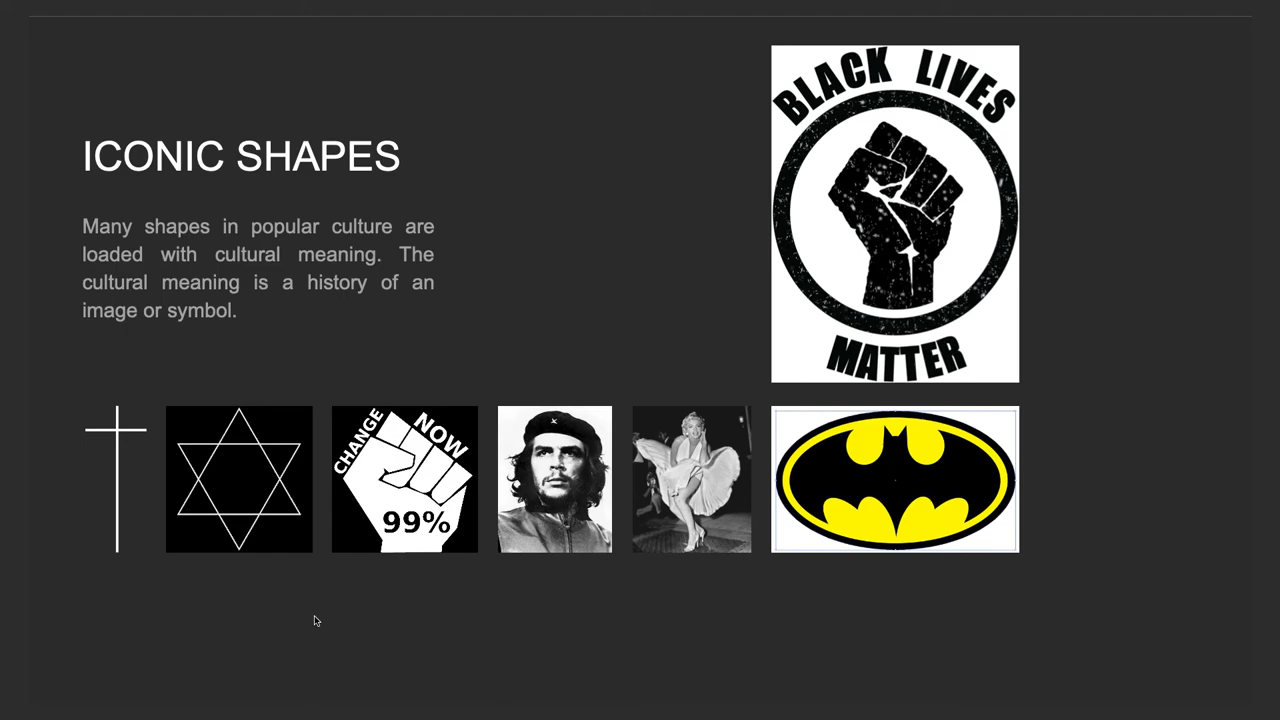 BLACK LIVES
MATTER
ICONIC SHAPES
Many shapes in popular culture are
loaded with cultural meaning. The
cultural meaning is a history of an
image or symbol.
CHANGE
NOW
99%